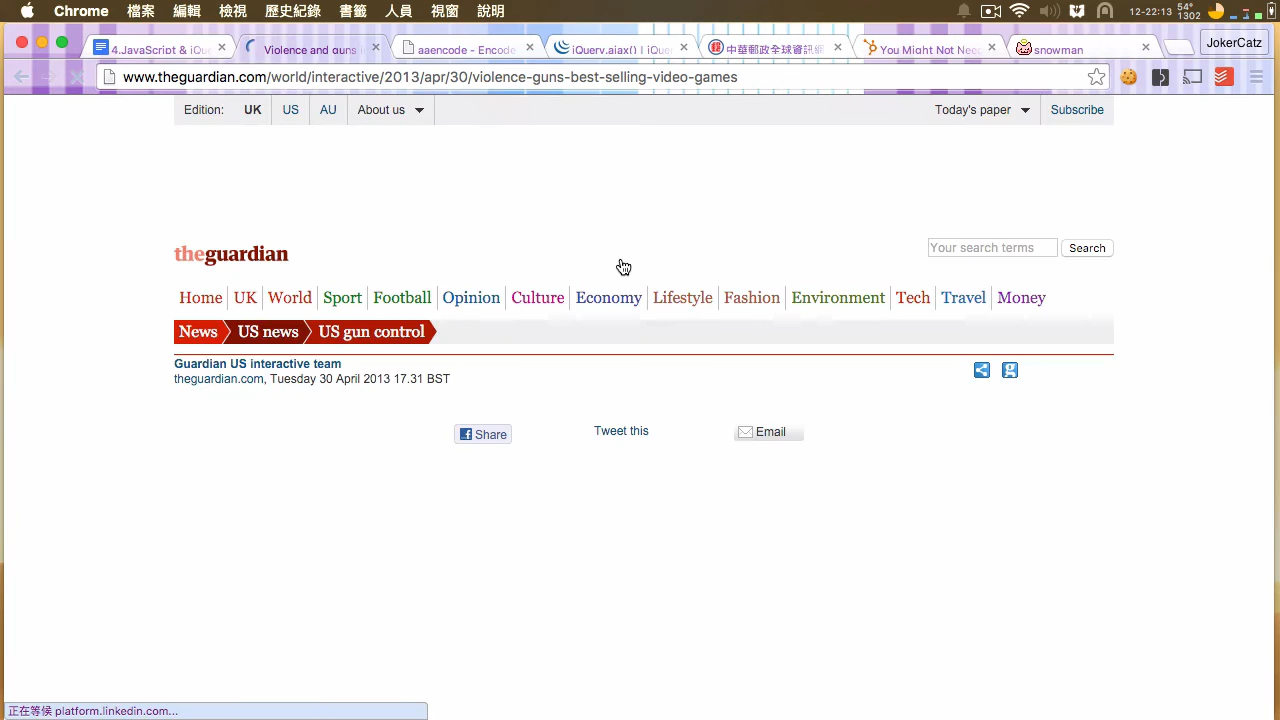 Chrome 檔案 編輯 檢視 歷史紀錄 書籤 人員 視窗 說明 12-22:13 54° 1302
4.JavaScript & jQu Violence and guns aaencode - Encod jQuery.ajax() | jQue 中華郵政全球資訊網 You Might Not Nee snowman JokerCatz
www.theguardian.com/world/interactive/2013/apr/30/violence-guns-best-selling-video-games
Edition: UK US AU About us Today's paper Subscribe
theguardian Your search terms Search
Home UK World Sport Football Opinion Culture Economy Lifestyle Fashion Environment Tech Travel Money
News US news US gun control
Guardian US interactive team
theguardian.com, Tuesday 30 April 2013 17.31 BST
Share Tweet this Email
正在等候 platform.linkedin.com...